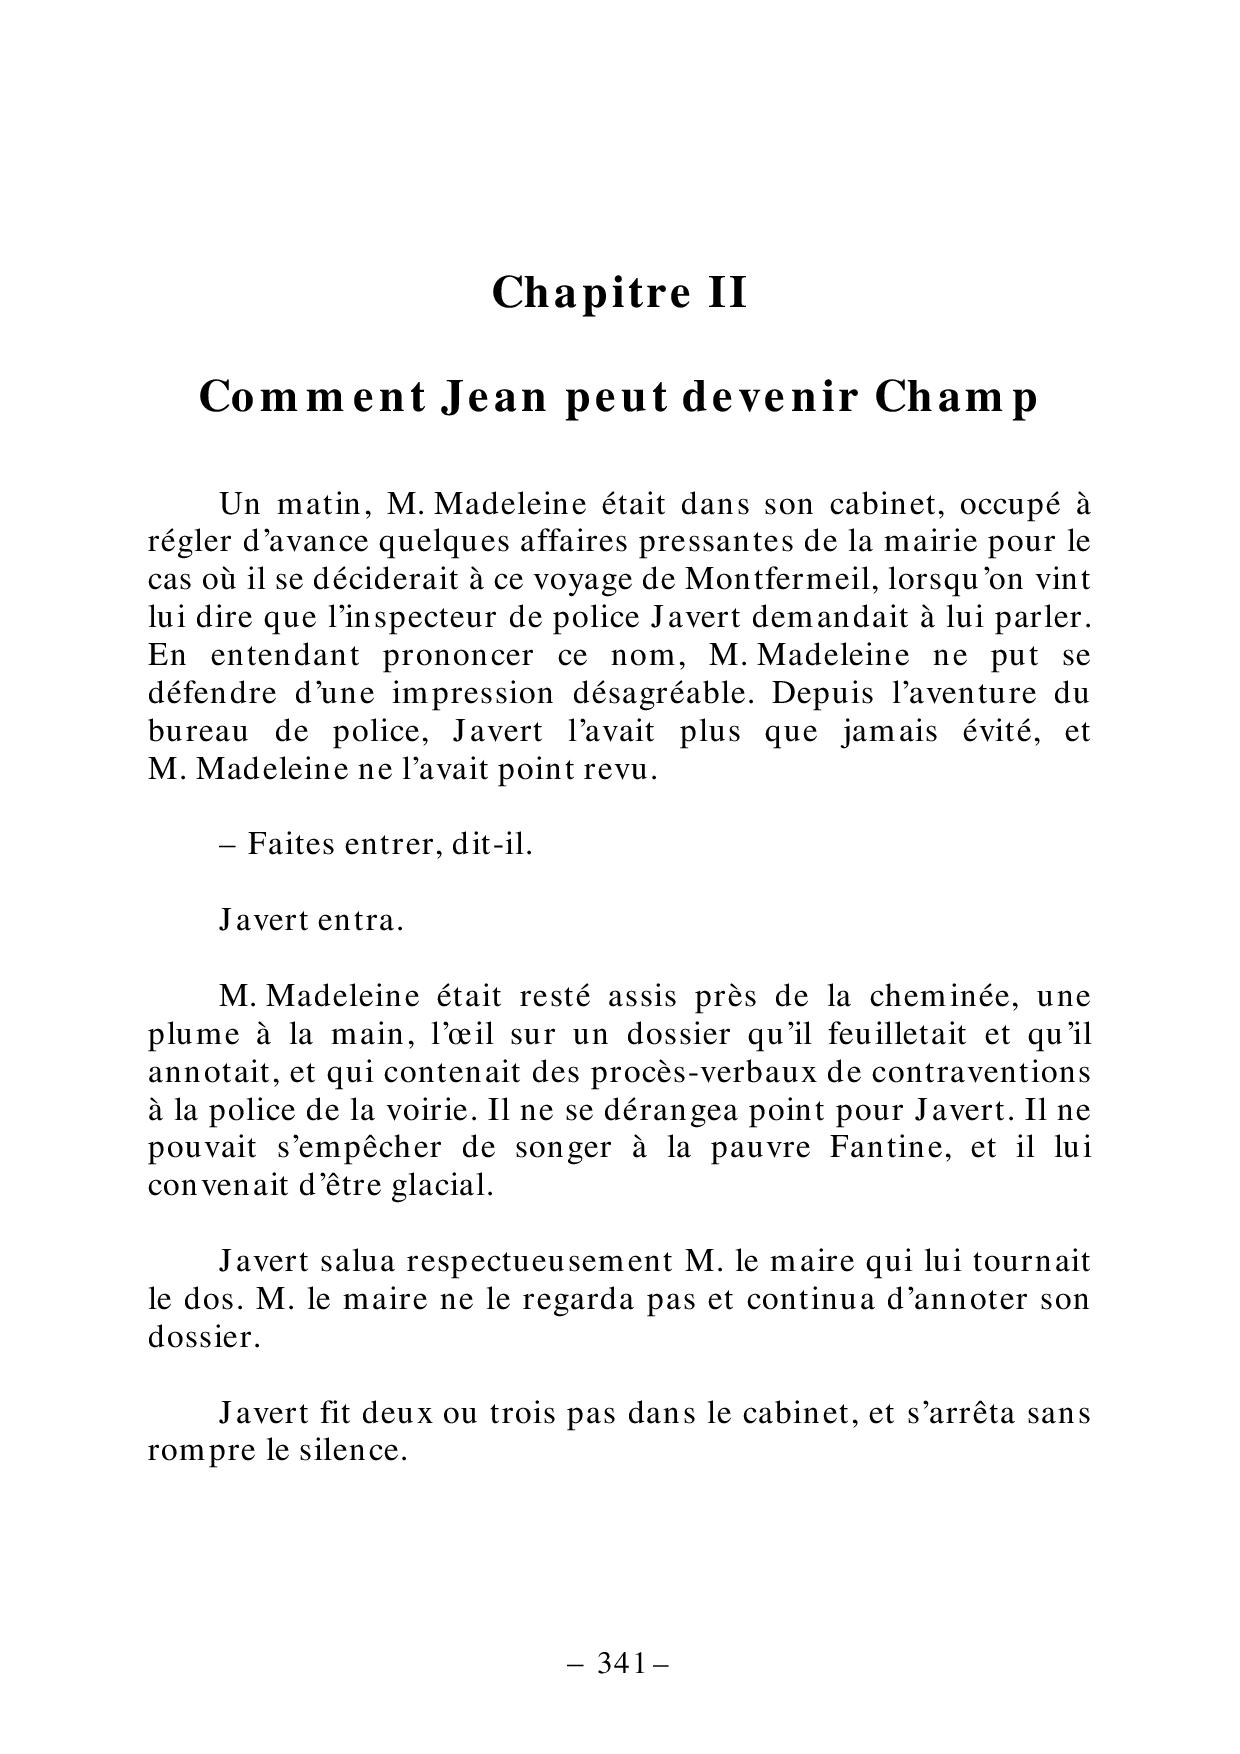 Chapitre II
Comment Jean peut devenir Champ
Un matin, M. Madeleine était dans son cabinet, occupé à
régler d’avance quelques affaires pressantes de la mairie pour le
cas où il se déciderait à ce voyage de Montfermeil, lorsqu’on vint
lui dire que l’inspecteur de police Javert demandait à lui parler.
En entendant prononcer ce nom, M. Madeleine ne put se
défendre d’une impression désagréable. Depuis l’aventure du
bureau de police, Javert l’avait plus que jamais évité, et
M. Madeleine ne l’avait point revu.
– Faites entrer, dit-il.
Javert entra.
M. Madeleine était resté assis près de la cheminée, une
plume à la main, l’œil sur un dossier qu’il feuilletait et qu’il
annotait, et qui contenait des procès-verbaux de contraventions
à la police de la voirie. Il ne se dérangea point pour Javert. Il ne
pouvait s’empêcher de songer à la pauvre Fantine, et il lui
convenait d’être glacial.
Javert salua respectueusement M. le maire qui lui tournait
le dos. M. le maire ne le regarda pas et continua d’annoter son
dossier.
Javert fit deux ou trois pas dans le cabinet, et s’arrêta sans
rompre le silence.
– 341 –